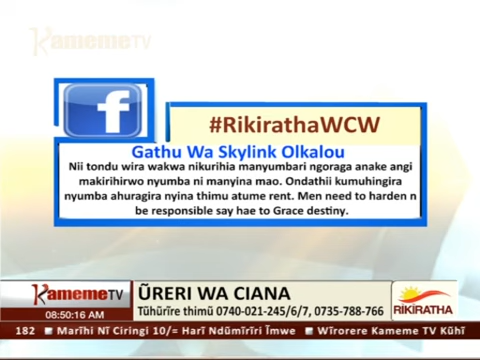 KamemeTV
f
#RikirathaWCW
Gathu Wa Skylink Olkalou
Nii tondu wira wakwa nikurihia manyumbari ngoraga anake angi
makirihirwo nyumba ni manyina mao. Ondathii kumuhingira
nyumba ahuragira nyina thimu atume rent. Men need to harden n
be responsible say hae to Grace destiny.
KamemeTV
ŨRERI WA CIANA
08:50:16 AM
Tũhũrĩre thimũ 0740-021-245/6/7, 0735-788-766
RIKIRATHA
182 ■ Marĩhi Nĩ Ciringi 10/= Harĩ Ndũmĩrĩri Ĩmwe ■ Wĩrorere Kameme TV Kũhĩ